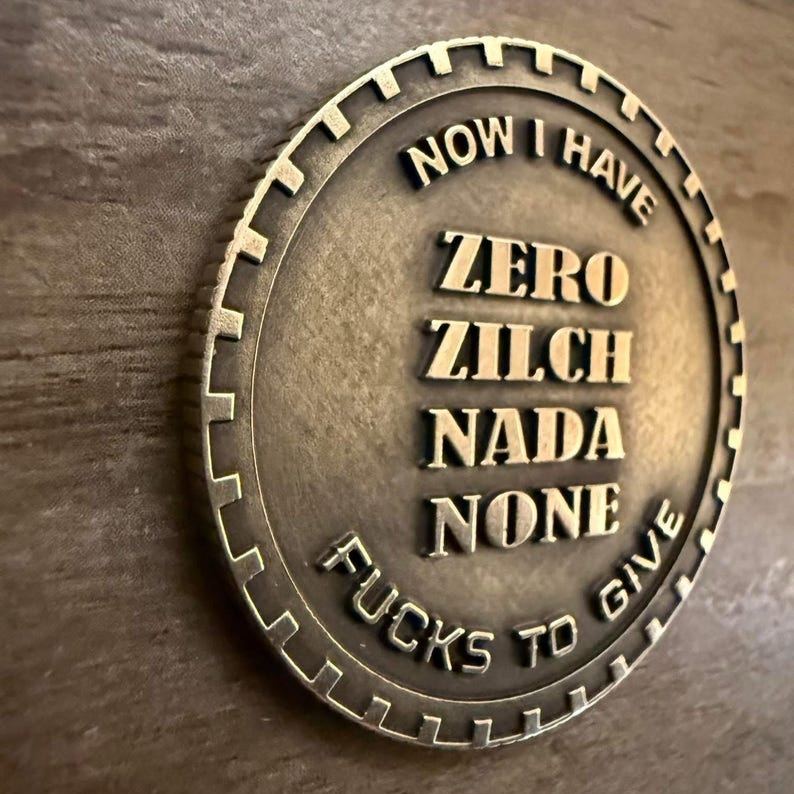 NOW I HAVE
ZERO
ZILCH
NADA
NONE
FUCKS TO GIVE